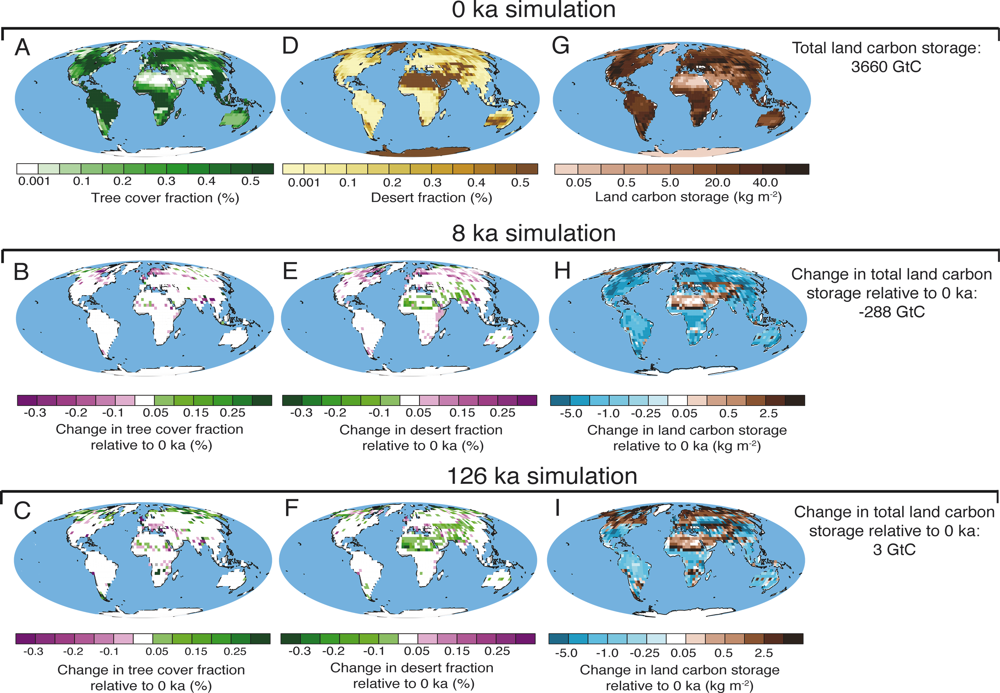 0 ka simulation
A
D
G
Total land carbon storage:
3660 GtC
0.001 0.1 0.2 0.3 0.4 0.5
Tree cover fraction (%)
0.001 0.1 0.2 0.3 0.4 0.5
Desert fraction (%)
0.05 0.5 5.0 20.0 40.0
Land carbon storage (kg m-2)
8 ka simulation
B
E
H
Change in total land carbon
storage relative to 0 ka:
-288 GtC
-0.3 -0.2 -0.1 0.05 0.15 0.25
Change in tree cover fraction
relative to 0 ka (%)
-0.3 -0.2 -0.1 0.05 0.15 0.25
Change in desert fraction
relative to 0 ka (%)
-5.0 -1.0 -0.25 0.05 0.5 2.5
Change in land carbon storage
relative to 0 ka (kg m-2)
126 ka simulation
C
F
I
Change in total land carbon
storage relative to 0 ka:
3 GtC
-0.3 -0.2 -0.1 0.05 0.15 0.25
Change in tree cover fraction
relative to 0 ka (%)
-0.3 -0.2 -0.1 0.05 0.15 0.25
Change in desert fraction
relative to 0 ka (%)
-5.0 -1.0 -0.25 0.05 0.5 2.5
Change in land carbon storage
relative to 0 ka (kg m-2)